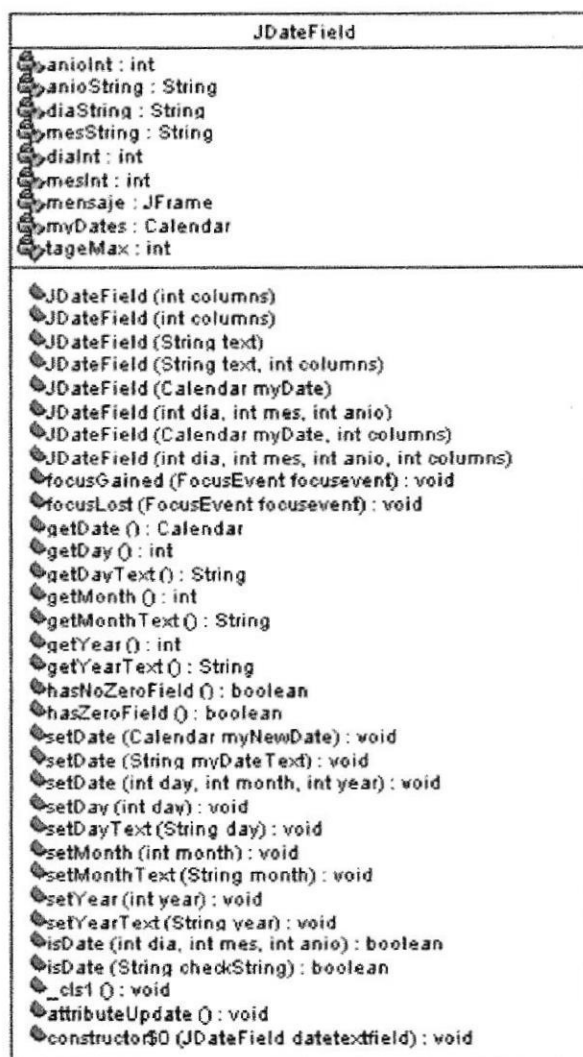 JDateField
anioInt : int
anioString : String
diaString : String
mesString : String
diaInt : int
mesInt : int
mensaje : JFrame
myDates : Calendar
tageMax : int
JDateField (int columns)
JDateField (int columns)
JDateField (String text)
JDateField (String text, int columns)
JDateField (Calendar myDate)
JDateField (int dia, int mes, int anio)
JDateField (Calendar myDate, int columns)
JDateField (int dia, int mes, int anio, int columns)
focusGained (FocusEvent focusevent) : void
focusLost (FocusEvent focusevent) : void
getDate () : Calendar
getDay () : int
getDayText () : String
getMonth () : int
getMonthText () : String
getYear () : int
getYearText () : String
hasNoZeroField () : boolean
hasZeroField () : boolean
setDate (Calendar myNewDate) : void
setDate (String myDateText) : void
setDate (int day, int month, int year) : void
setDay (int day) : void
setDayText (String day) : void
setMonth (int month) : void
setMonthText (String month) : void
setYear (int year) : void
setYearText (String year) : void
isDate (int dia, int mes, int anio) : boolean
isDate (String checkString) : boolean
_cls1 () : void
attributeUpdate () : void
constructor$0 (JDateField datetextfield) : void